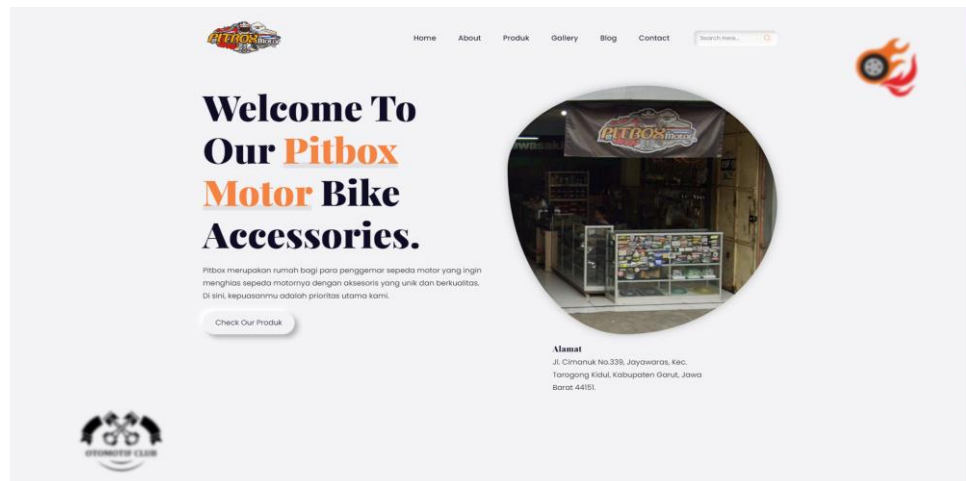 PITBOX Motor
Home About Produk Gallery Blog Contact Search Here...
Welcome To
Our Pitbox
Motor Bike
Accessories.
Pitbox merupakan rumah bagi para penggemar sepeda motor yang ingin
menghias sepeda motornya dengan aksesoris yang unik dan berkualitas.
Di sini, kepuasanmu adalah prioritas utama kami.
Check Our Produk
PITBOX Motor
Alamat
Jl. Cimanuk No.339, Jayawaras, Kec.
Tarogong Kidul, Kabupaten Garut, Jawa
Barat 44151.
OTOMOTIF CLUB